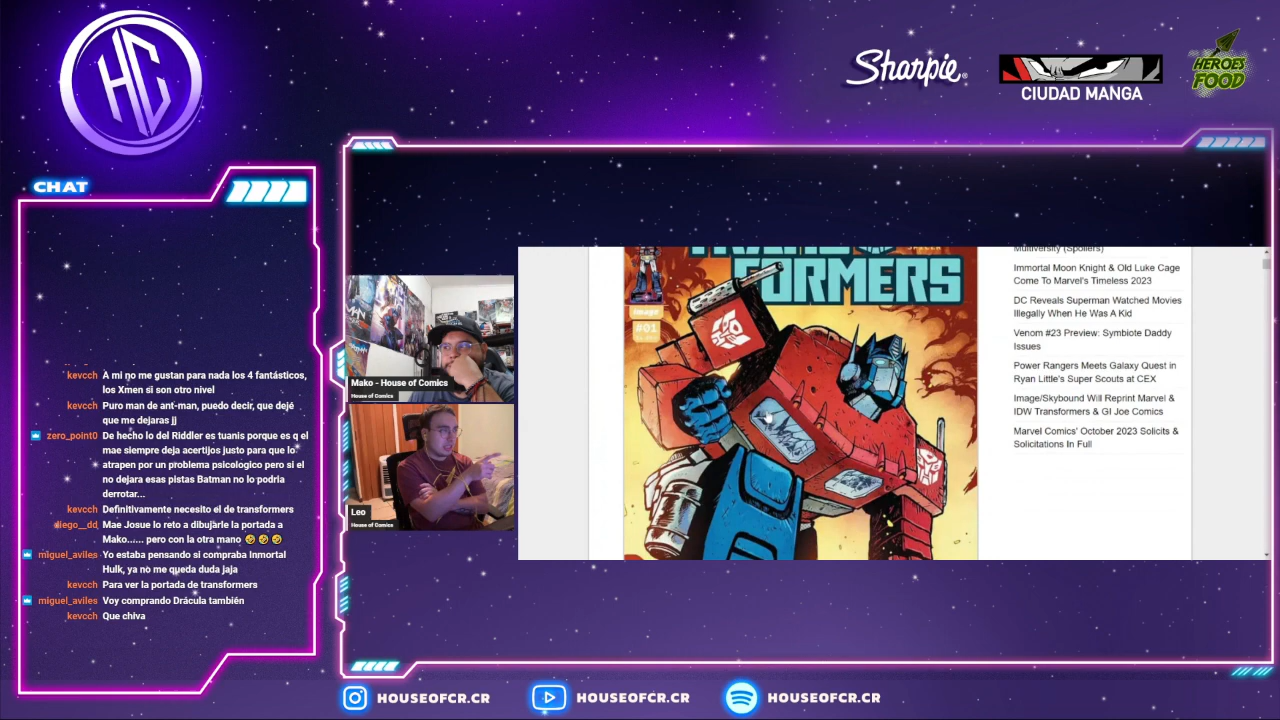 HC
Sharpie®
CIUDAD MANGA
HEROES
FOOD
CHAT
kevcch A mi no me gustan para nada los 4 fantásticos,
los Xmen si son otro nivel
kevcch Puro man de ant-man, puedo decir, que dejé
que me dejaras jj
zero_point0 De hecho lo del Riddler es tuanis porque es q el
mae siempre deja acertijos justo para que lo
atrapen por un problema psicologico pero si el
no dejara esas pistas Batman no lo podria
derrotar...
kevcch Definitivamente necesito el de transformers
diego__dd Mae Josue lo reto a dibujarle la portada a
Mako...... pero con la otra mano 🤣🤣🤣
miguel_aviles Yo estaba pensando si compraba Inmortal
Hulk, ya no me queda duda jaja
kevcch Para ver la portada de transformers
miguel_aviles Voy comprando Drácula también
kevcch Que chiva
Mako - House of Comics
House of Comics
Leo
House of Comics
TRANS
FORMERS
image
#01
Multiversity (Spoilers)
Immortal Moon Knight & Old Luke Cage
Come To Marvel's Timeless 2023
DC Reveals Superman Watched Movies
Illegally When He Was A Kid
Venom #23 Preview: Symbiote Daddy
Issues
Power Rangers Meets Galaxy Quest in
Ryan Little's Super Scouts at CEX
Image/Skybound Will Reprint Marvel &
IDW Transformers & GI Joe Comics
Marvel Comics' October 2023 Solicits &
Solicitations In Full
HOUSEOFCR.CR
HOUSEOFCR.CR
HOUSEOFCR.CR